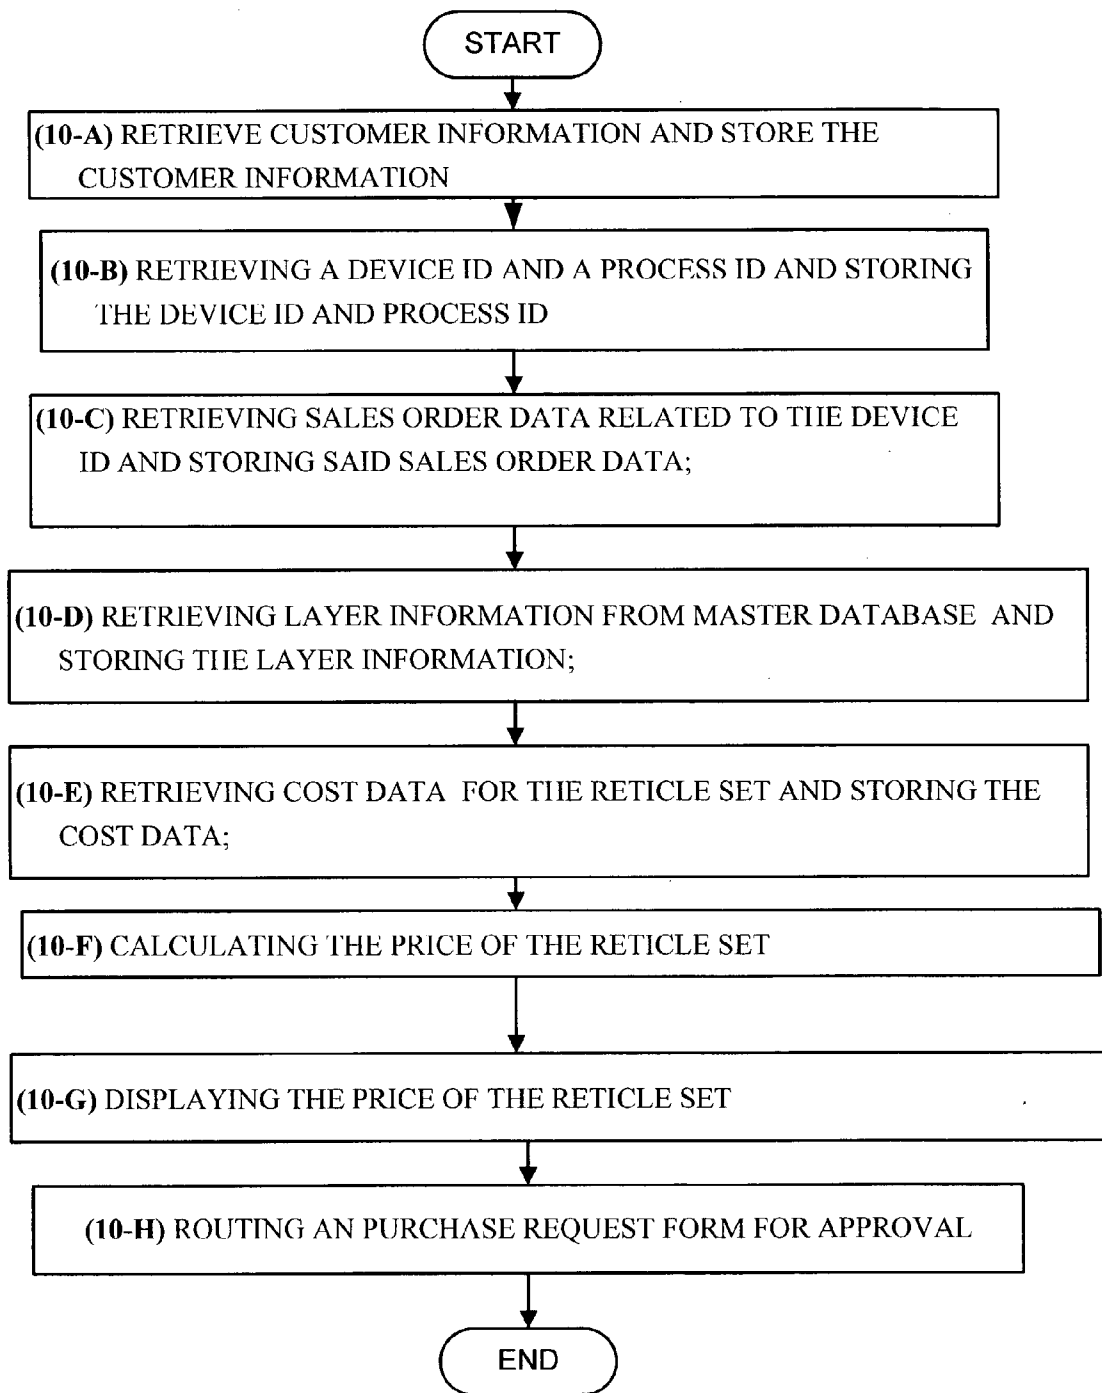 START
(10-A) RETRIEVE CUSTOMER INFORMATION AND STORE THE
CUSTOMER INFORMATION
(10-B) RETRIEVING A DEVICE ID AND A PROCESS ID AND STORING
THE DEVICE ID AND PROCESS ID
(10-C) RETRIEVING SALES ORDER DATA RELATED TO THE DEVICE
ID AND STORING SAID SALES ORDER DATA;
(10-D) RETRIEVING LAYER INFORMATION FROM MASTER DATABASE AND
STORING THE LAYER INFORMATION;
(10-E) RETRIEVING COST DATA FOR THE RETICLE SET AND STORING THE
COST DATA;
(10-F) CALCULATING THE PRICE OF THE RETICLE SET
(10-G) DISPLAYING THE PRICE OF THE RETICLE SET
(10-H) ROUTING AN PURCHASE REQUEST FORM FOR APPROVAL
END